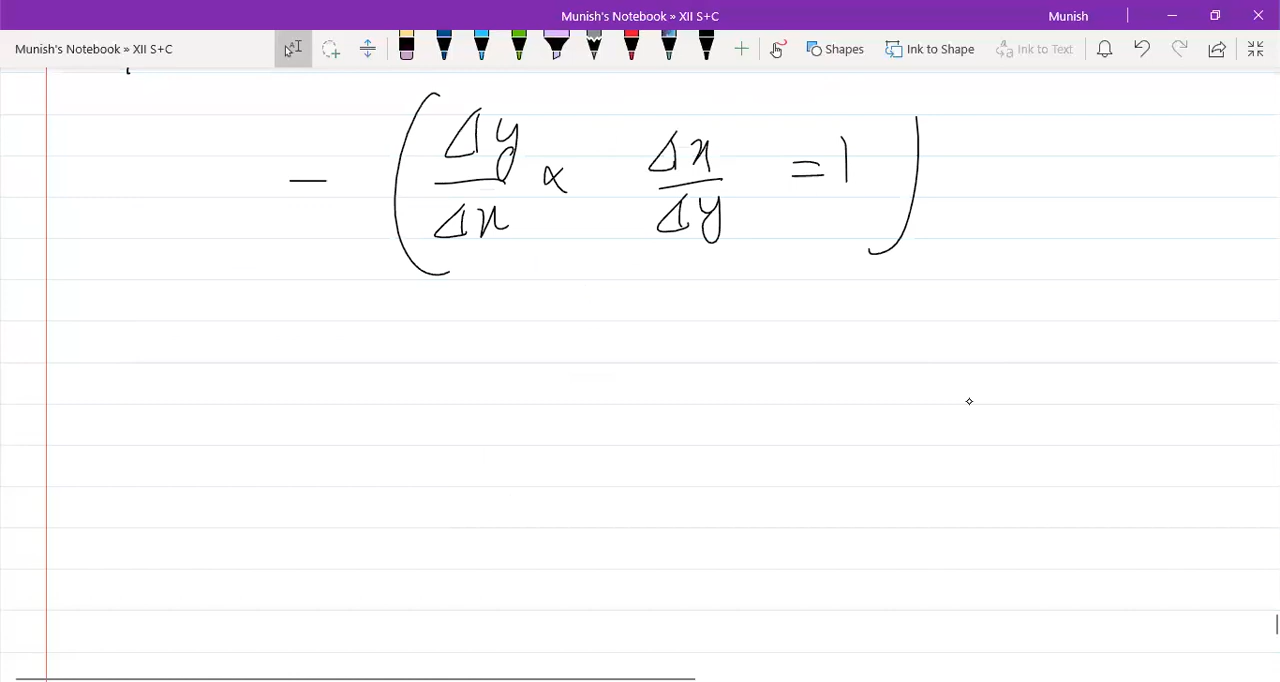 Munish's Notebook » XII S+C
Munish
Munish's Notebook » XII S+C
Shapes
Ink to Shape
Ink to Text
- ( Δy/Δx ∝ Δx/Δy = 1 )